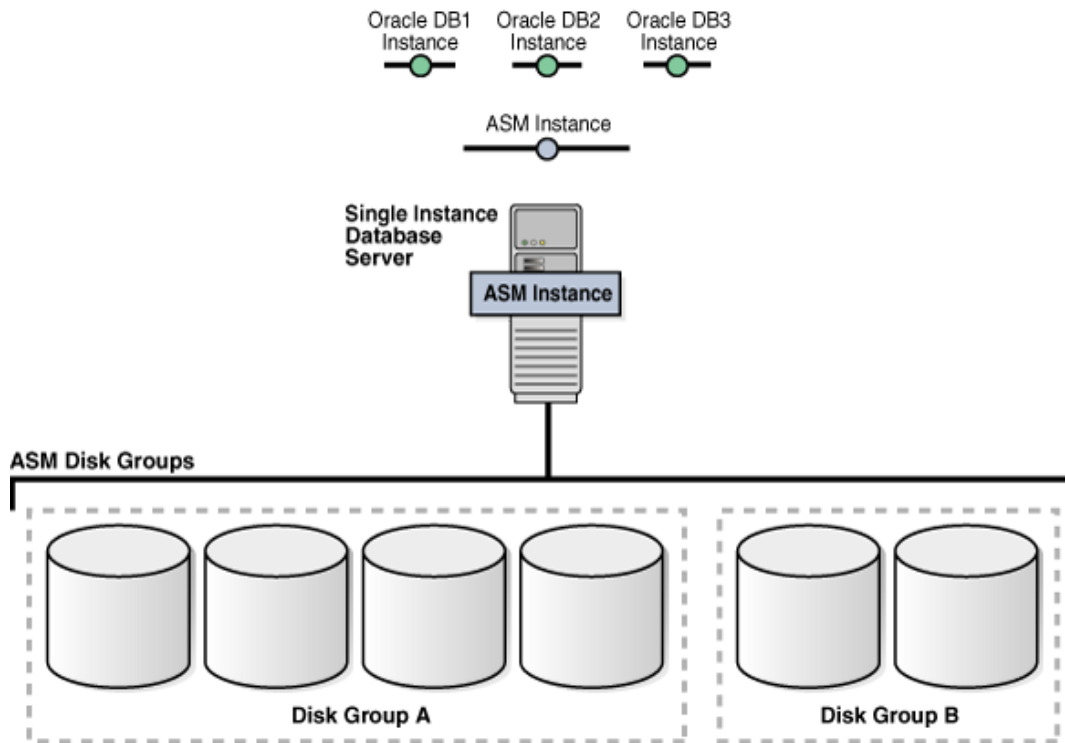 Oracle DB1
Instance
Oracle DB2
Instance
Oracle DB3
Instance
ASM Instance
Single Instance
Database
Server
ASM Instance
ASM Disk Groups
Disk Group A
Disk Group B